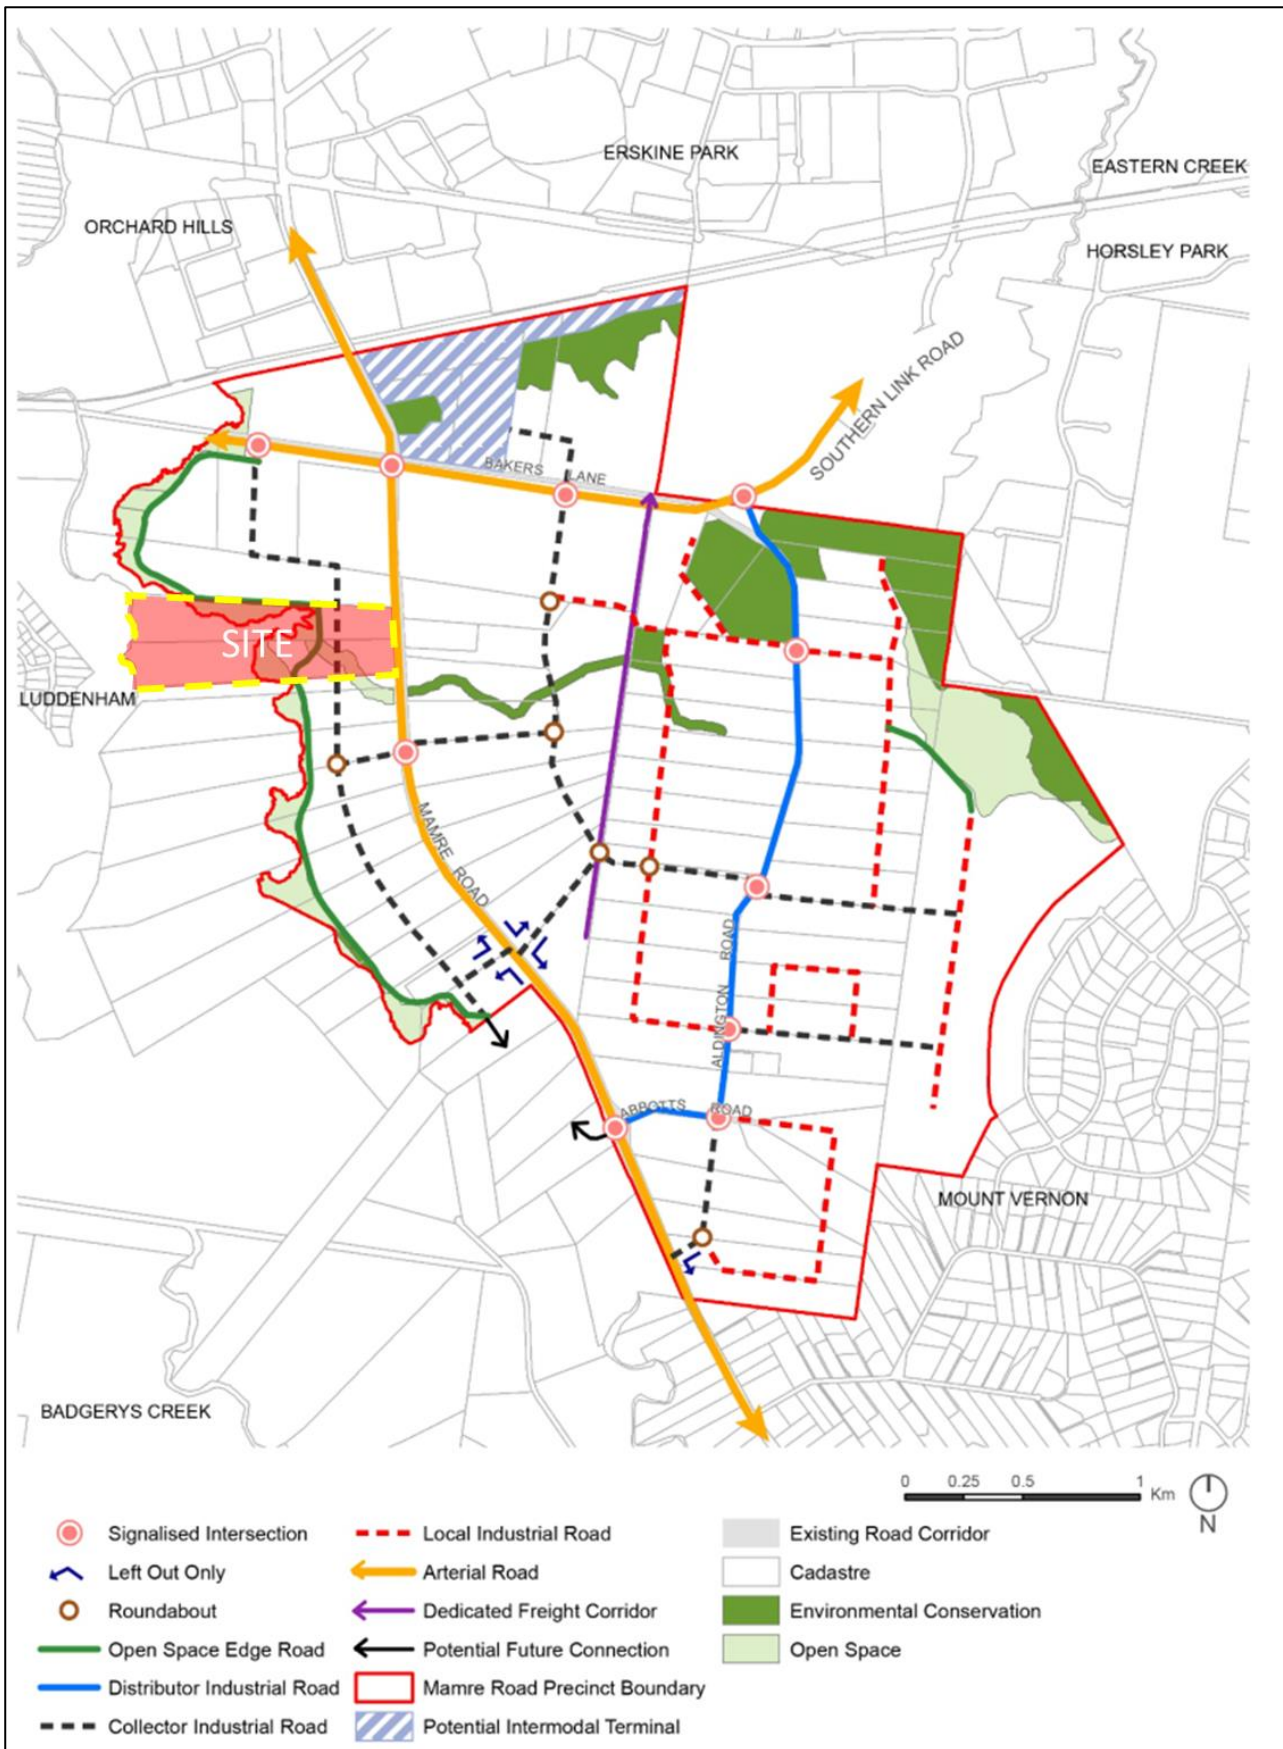 ERSKINE PARK
EASTERN CREEK
ORCHARD HILLS
HORSLEY PARK
SOUTHERN LINK ROAD
BAKERS LANE
SITE
LUDDENHAM
MAMRE ROAD
ALDINGTON ROAD
ABBOTTS ROAD
MOUNT VERNON
BADGERYS CREEK
0 0.25 0.5 1 Km
N
Signalised Intersection
Left Out Only
Roundabout
Open Space Edge Road
Distributor Industrial Road
Collector Industrial Road
Local Industrial Road
Arterial Road
Dedicated Freight Corridor
Potential Future Connection
Mamre Road Precinct Boundary
Potential Intermodal Terminal
Existing Road Corridor
Cadastre
Environmental Conservation
Open Space